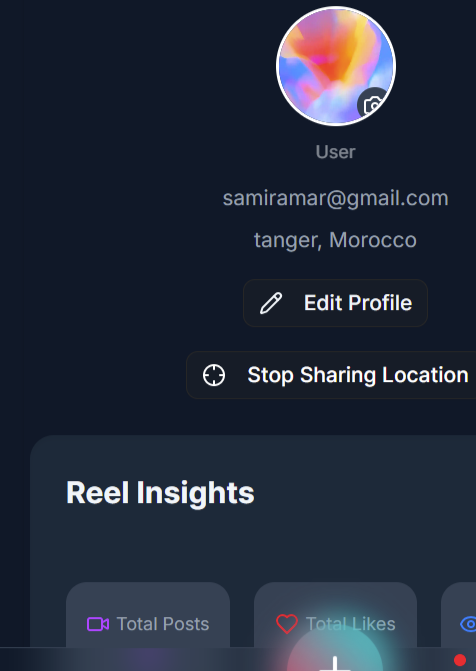 User
samiramar@gmail.com
tanger, Morocco
Edit Profile
Stop Sharing Location
Reel Insights
Total Posts
Total Likes